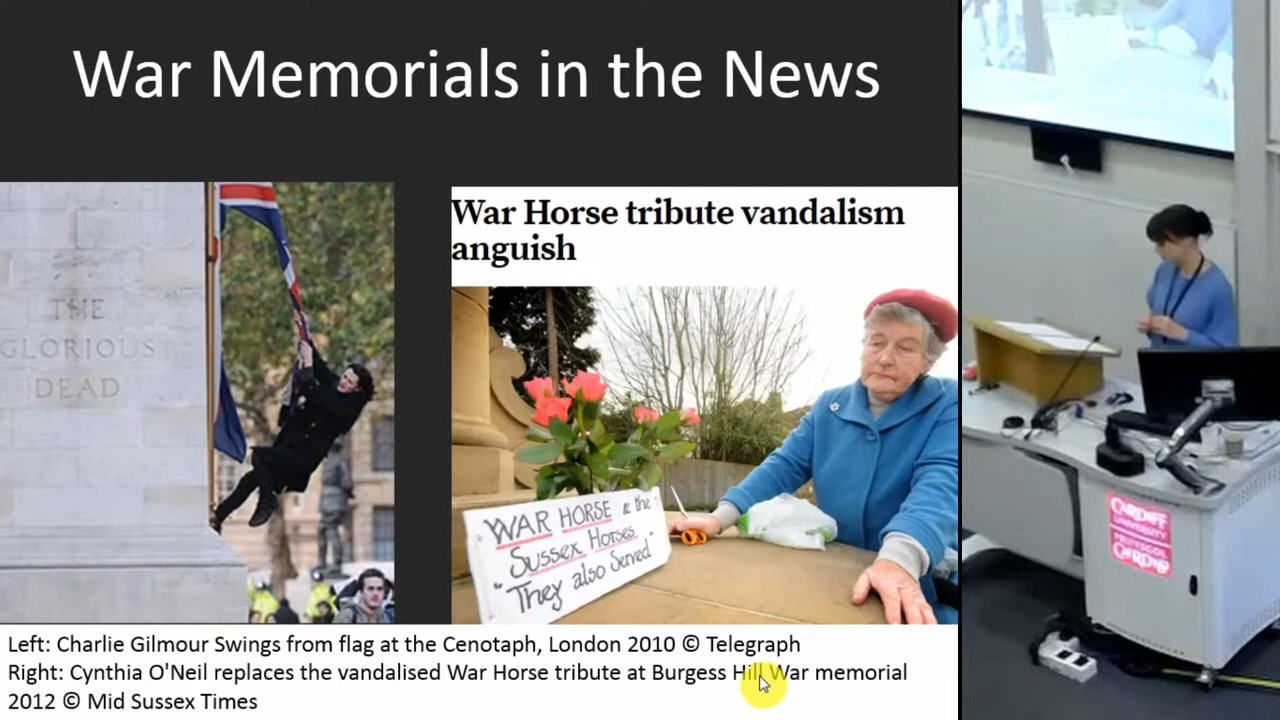 War Memorials in the News
THE
GLORIOUS
DEAD
War Horse tribute vandalism
anguish
WAR HORSE & the
Sussex Horses
"They also Served"
Left: Charlie Gilmour Swings from flag at the Cenotaph, London 2010 © Telegraph
Right: Cynthia O'Neil replaces the vandalised War Horse tribute at Burgess Hill War memorial
2012 © Mid Sussex Times
CARDIFF
UNIVERSITY
PRIFYSGOL
CAERDYDD